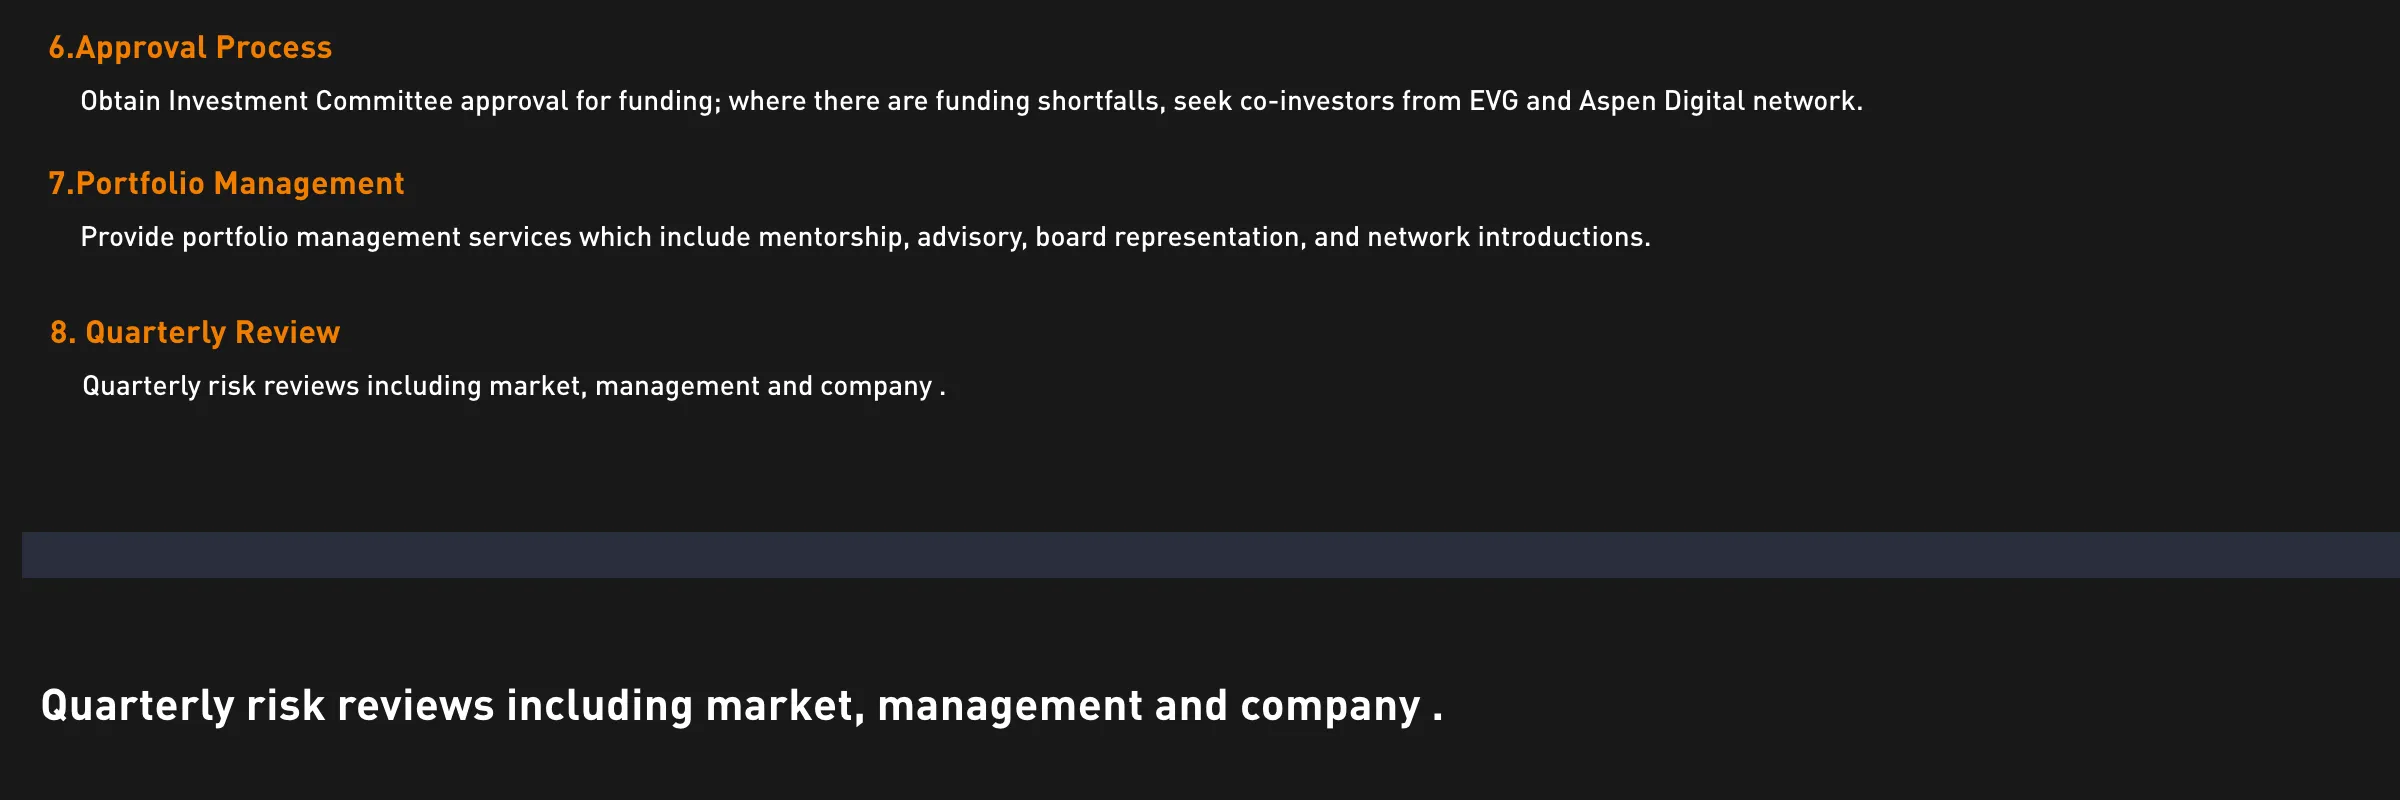 6.Approval Process
Obtain Investment Committee approval for funding; where there are funding shortfalls, seek co-investors from EVG and Aspen Digital network.
7.Portfolio Management
Provide portfolio management services which include mentorship, advisory, board representation, and network introductions.
8. Quarterly Review
Quarterly risk reviews including market, management and company .
Quarterly risk reviews including market, management and company .